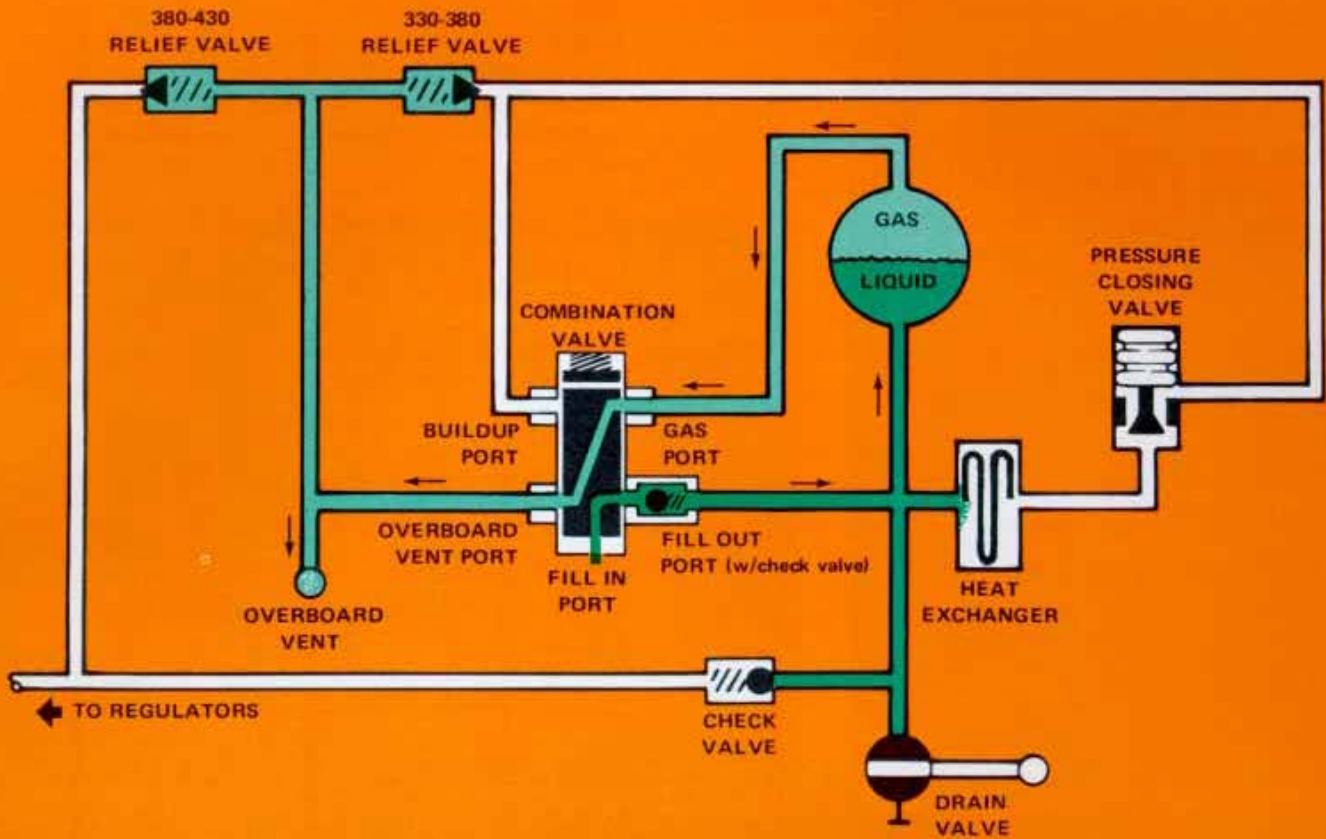 380-430
RELIEF VALVE
330-380
RELIEF VALVE
GAS
LIQUID
PRESSURE
CLOSING
VALVE
COMBINATION
VALVE
BUILDUP
PORT
GAS
PORT
OVERBOARD
VENT PORT
FILL IN
PORT
FILL OUT
PORT (w/check valve)
HEAT
EXCHANGER
OVERBOARD
VENT
TO REGULATORS
CHECK
VALVE
DRAIN
VALVE